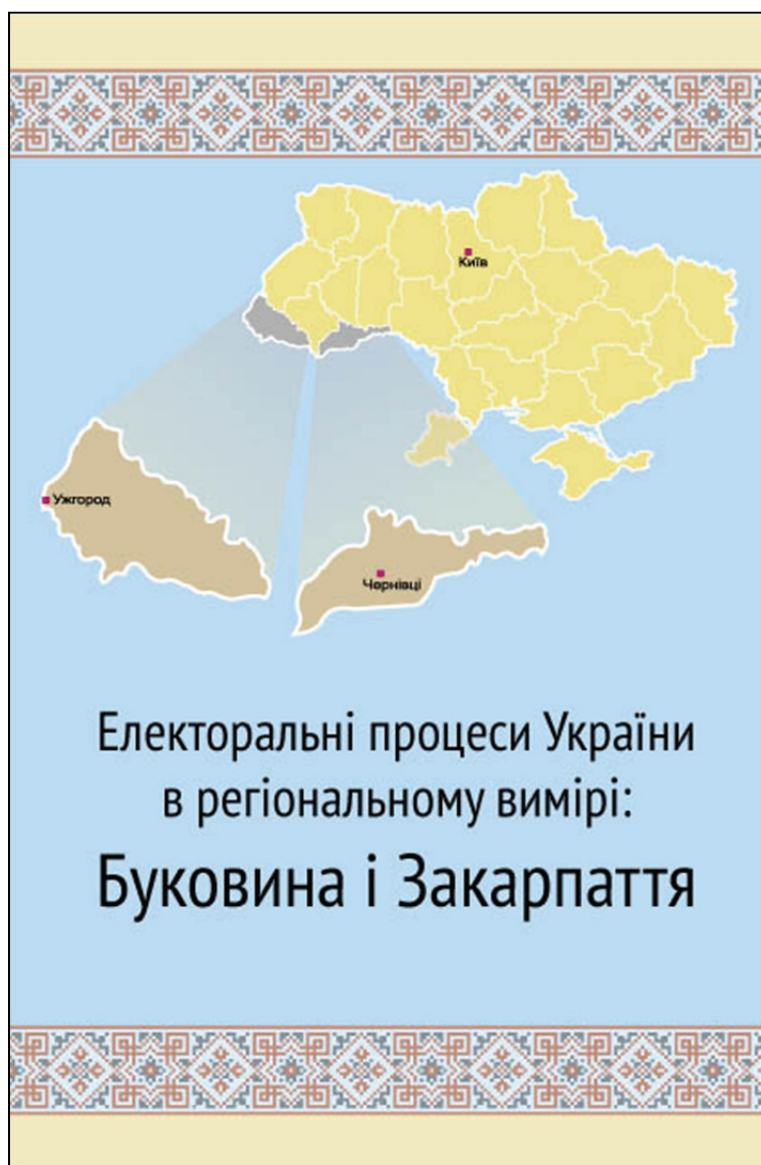 Київ
Ужгород
Чернівці
Електоральні процеси України
в регіональному вимірі:
Буковина і Закарпаття